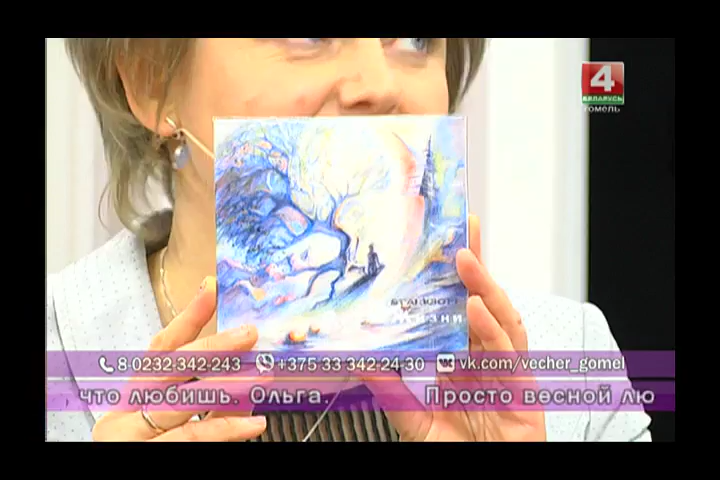 4
БЕЛАРУСЬ
ГОМЕЛЬ
Жизни
8-0232-342-243 +375 33 342-24-30 vk.com/vecher_gomel
что любишь. Ольга. Просто весной лю